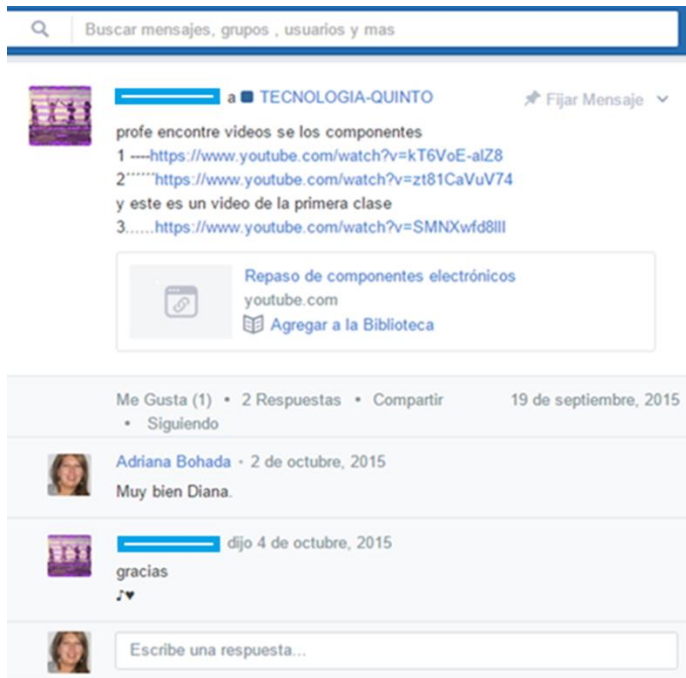 Buscar mensajes, grupos , usuarios y mas
a TECNOLOGIA-QUINTO
Fijar Mensaje
profe encontre videos se los componentes
1 ----https://www.youtube.com/watch?v=kT6VoE-alZ8
2´´´´´´https://www.youtube.com/watch?v=zt81CaVuV74
y este es un video de la primera clase
3......https://www.youtube.com/watch?v=SMNXwfd8lII
Repaso de componentes electrónicos
youtube.com
Agregar a la Biblioteca
Me Gusta (1) • 2 Respuestas • Compartir
19 de septiembre, 2015
• Siguiendo
Adriana Bohada • 2 de octubre, 2015
Muy bien Diana.
dijo 4 de octubre, 2015
gracias
♪♥
Escribe una respuesta...